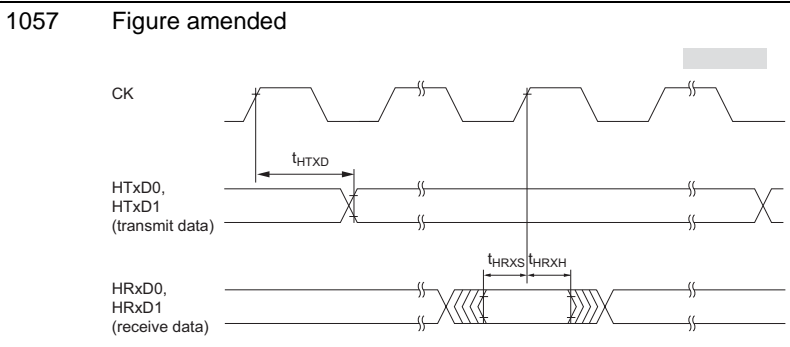 1057 Figure amended
CK
tHTXD
HTxD0,
HTxD1
(transmit data)
tHRXS tHRXH
HRxD0,
HRxD1
(receive data)